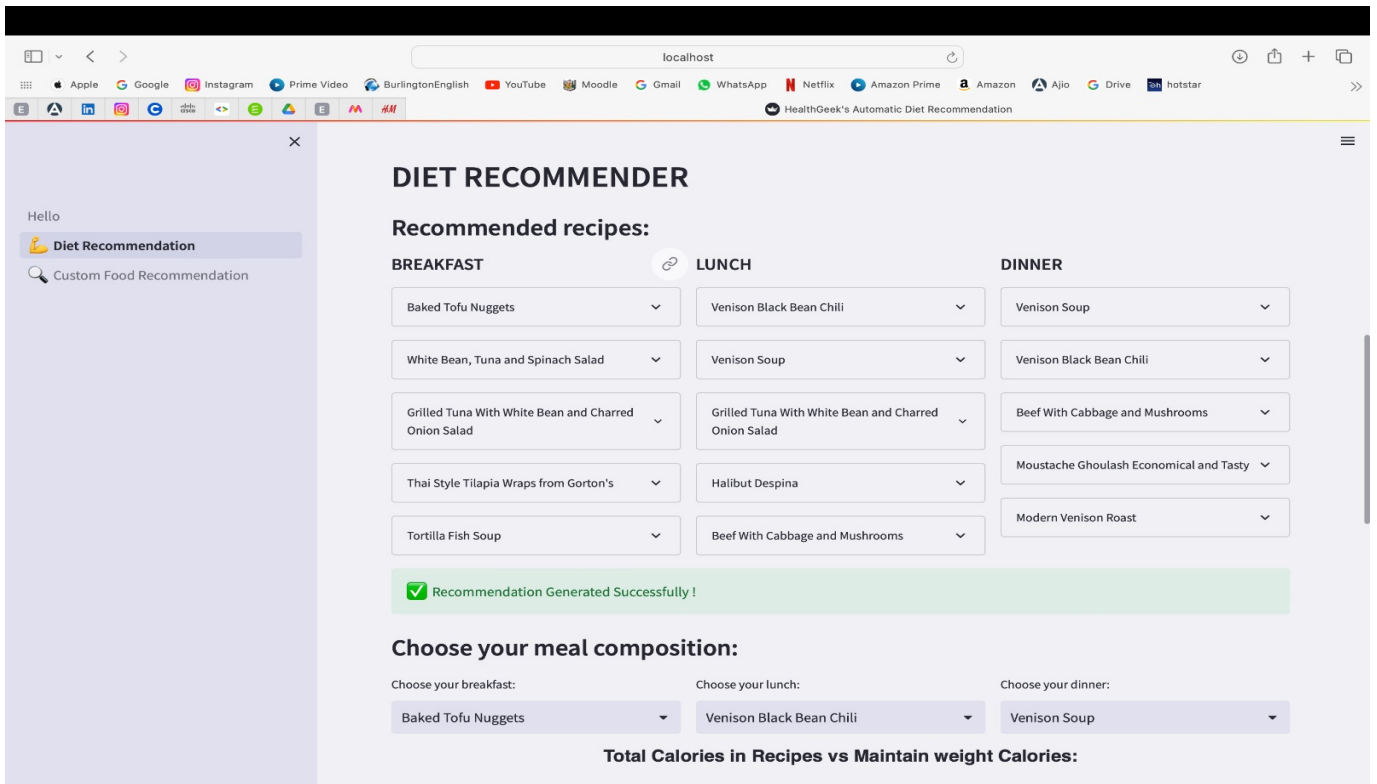 localhost
Apple Google Instagram Prime Video BurlingtonEnglish YouTube Moodle Gmail WhatsApp Netflix Amazon Prime Amazon Ajio Drive hotstar
HealthGeek's Automatic Diet Recommendation
Hello
Diet Recommendation
Custom Food Recommendation
DIET RECOMMENDER
Recommended recipes:
BREAKFAST LUNCH DINNER
Baked Tofu Nuggets Venison Black Bean Chili Venison Soup
White Bean, Tuna and Spinach Salad Venison Soup Venison Black Bean Chili
Grilled Tuna With White Bean and Charred Grilled Tuna With White Bean and Charred Beef With Cabbage and Mushrooms
Onion Salad Onion Salad
Moustache Ghoulash Economical and Tasty
Thai Style Tilapia Wraps from Gorton's Halibut Despina
Modern Venison Roast
Tortilla Fish Soup Beef With Cabbage and Mushrooms
Recommendation Generated Successfully !
Choose your meal composition:
Choose your breakfast: Choose your lunch: Choose your dinner:
Baked Tofu Nuggets Venison Black Bean Chili Venison Soup
Total Calories in Recipes vs Maintain weight Calories: